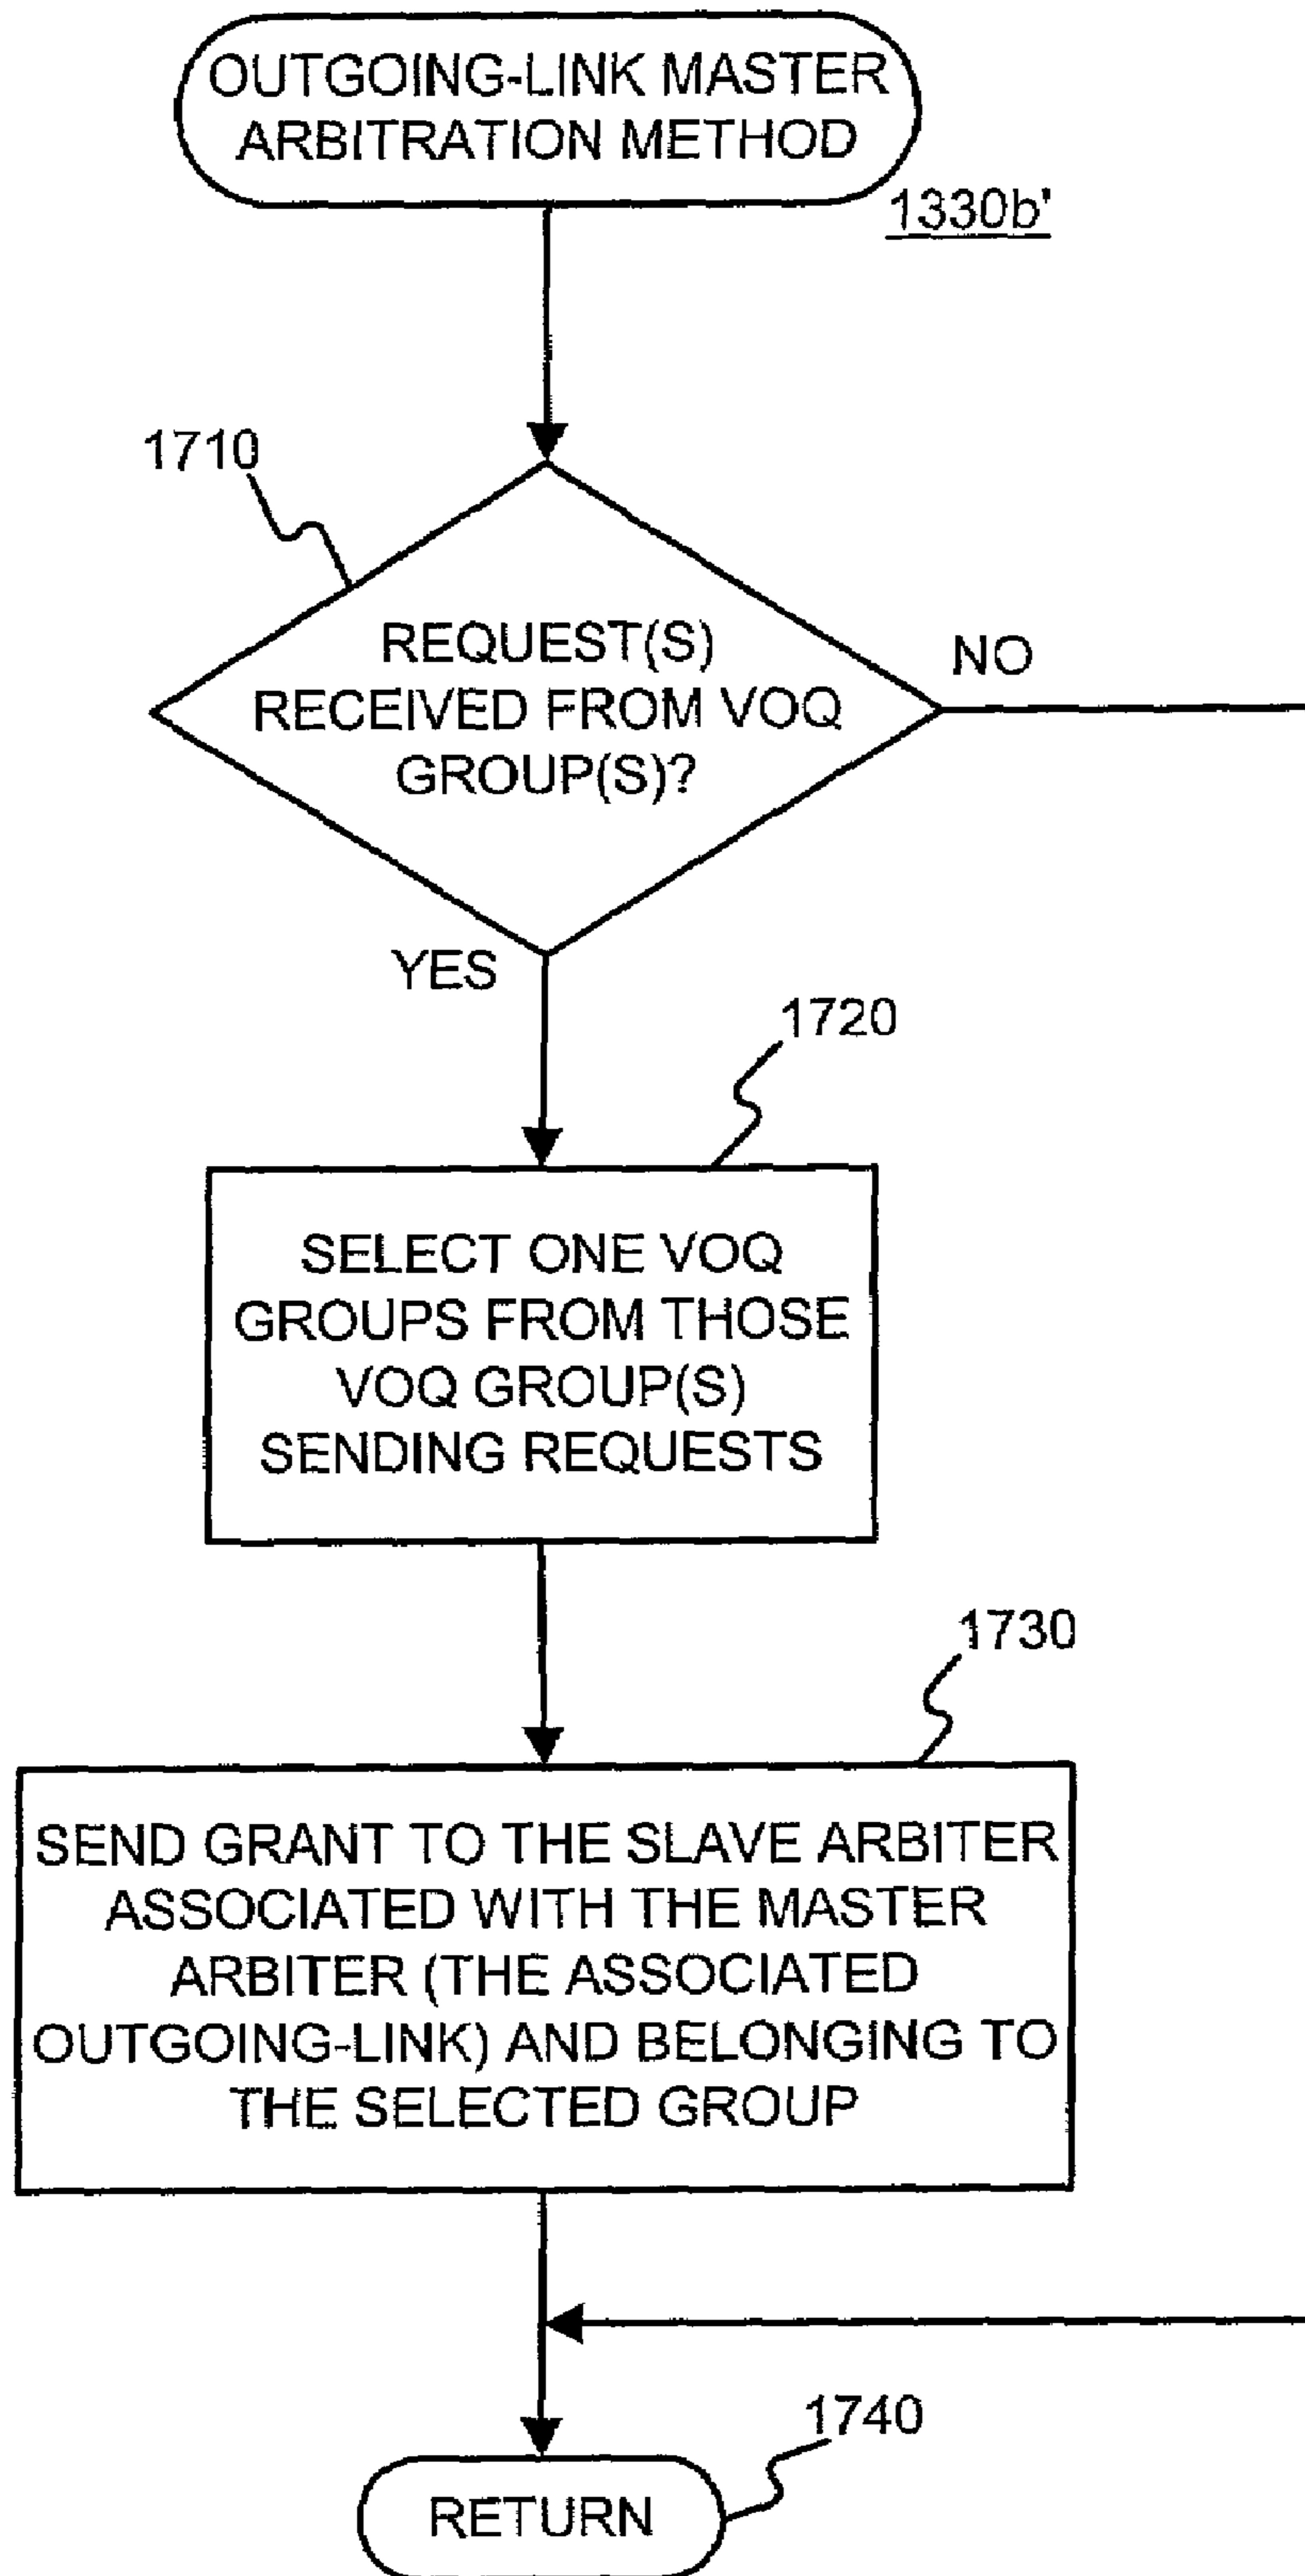 OUTGOING-LINK MASTER
ARBITRATION METHOD
1330b'
1710
REQUEST(S)
RECEIVED FROM VOQ
GROUP(S)?
NO
YES
1720
SELECT ONE VOQ
GROUPS FROM THOSE
VOQ GROUP(S)
SENDING REQUESTS
1730
SEND GRANT TO THE SLAVE ARBITER
ASSOCIATED WITH THE MASTER
ARBITER (THE ASSOCIATED
OUTGOING-LINK) AND BELONGING TO
THE SELECTED GROUP
1740
RETURN